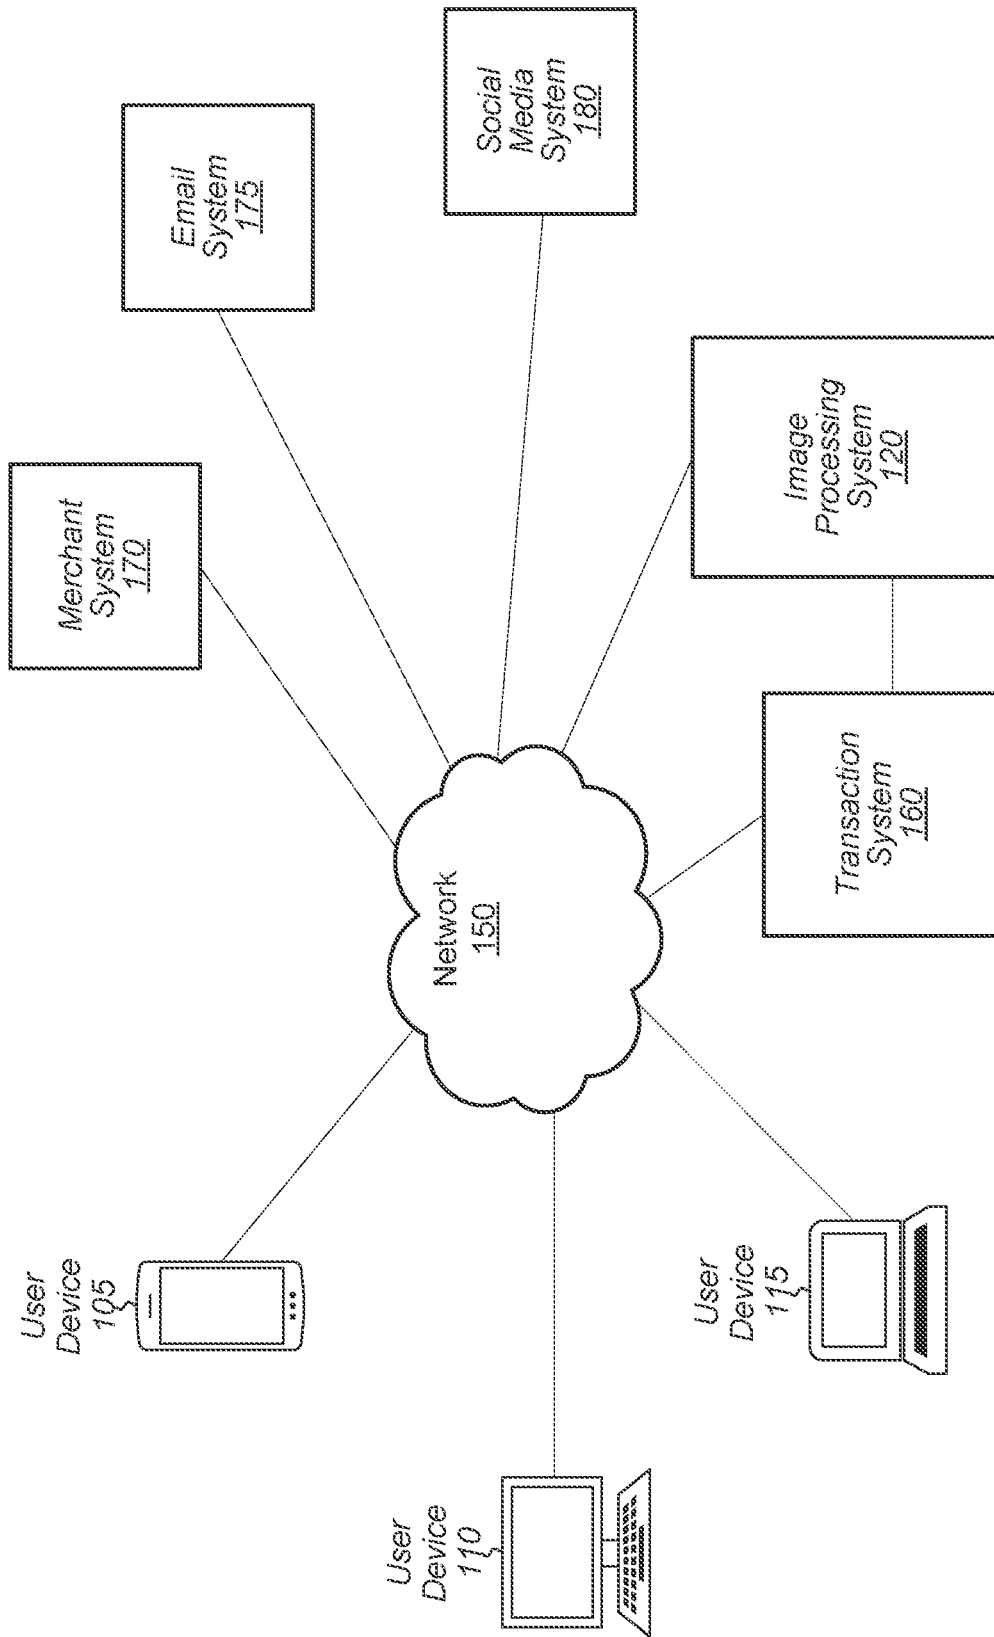 User
Device
105
User
Device
110
User
Device
115
Network
150
Merchant
System
170
Email
System
175
Social
Media
System
180
Image
Processing
System
120
Transaction
System
160